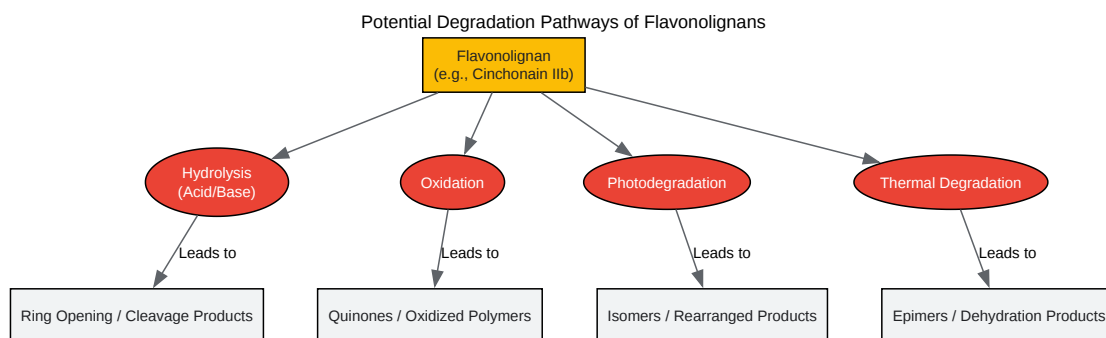 Potential Degradation Pathways of Flavonolignans
Flavonolignan
(e.g., Cinchonain IIb)
Hydrolysis
(Acid/Base)
Oxidation
Photodegradation
Thermal Degradation
Leads to
Leads to
Leads to
Leads to
Ring Opening / Cleavage Products
Quinones / Oxidized Polymers
Isomers / Rearranged Products
Epimers / Dehydration Products